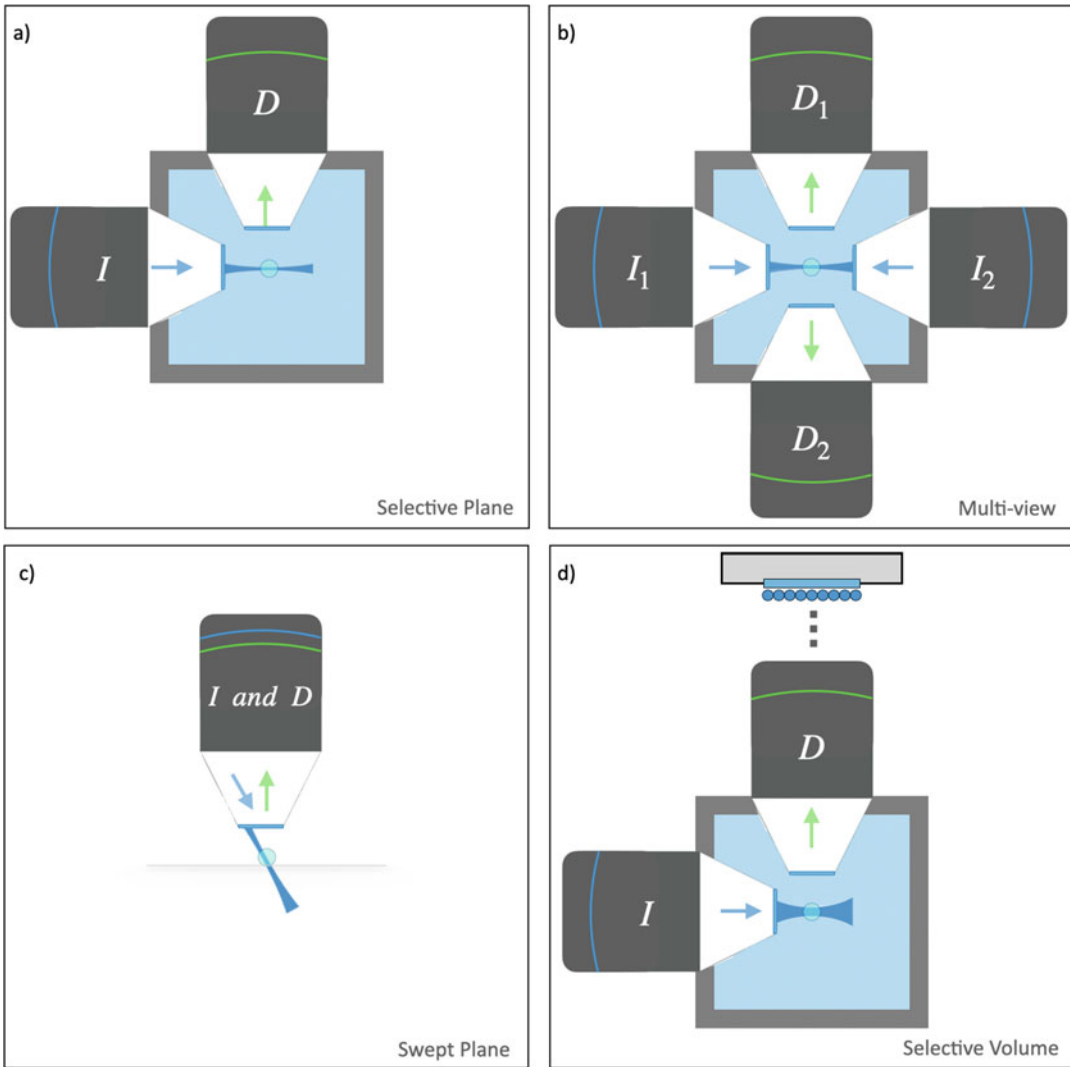 a)
D
I
Selective Plane
b)
D₁
I₁
I₂
D₂
Multi-view
c)
I and D
Swept Plane
d)
D
I
Selective Volume